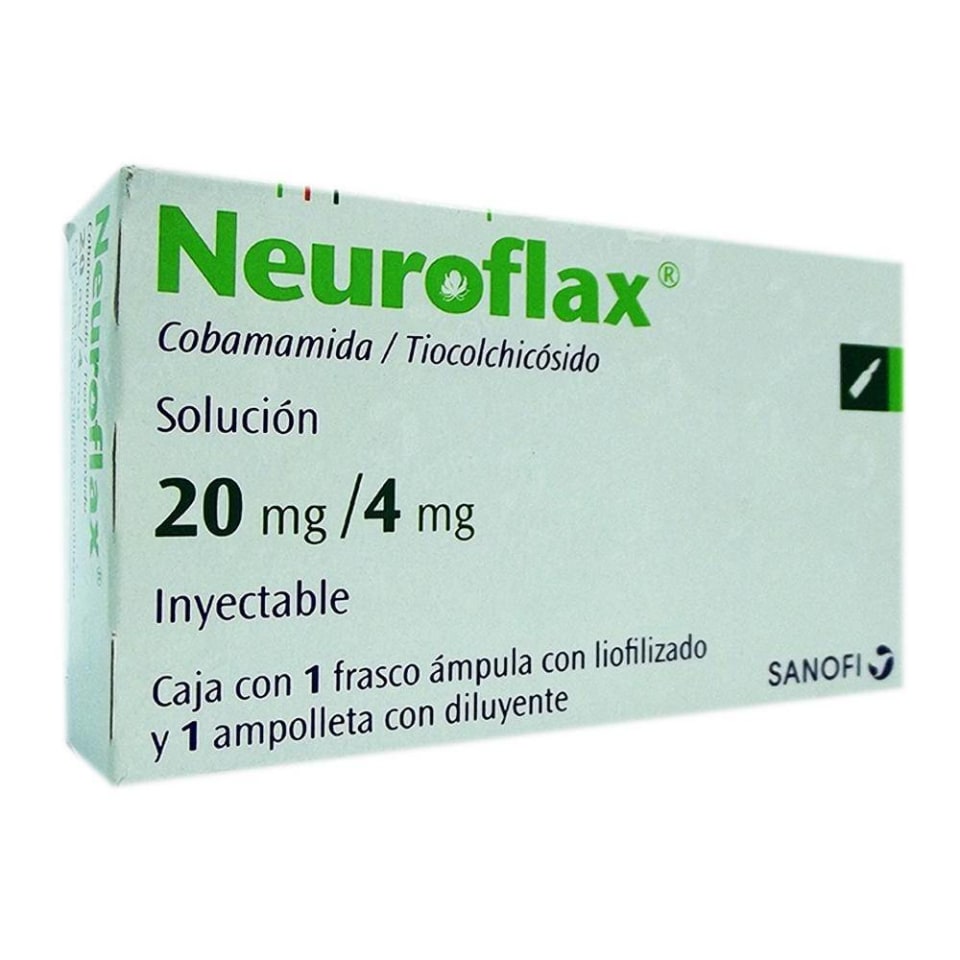 Neuroflax®
Cobamamida / Tiocolchicósido
Solución
20 mg /4 mg
Inyectable
Caja con 1 frasco ámpula con liofilizado
y 1 ampolleta con diluyente
SANOFI
Neuroflax®